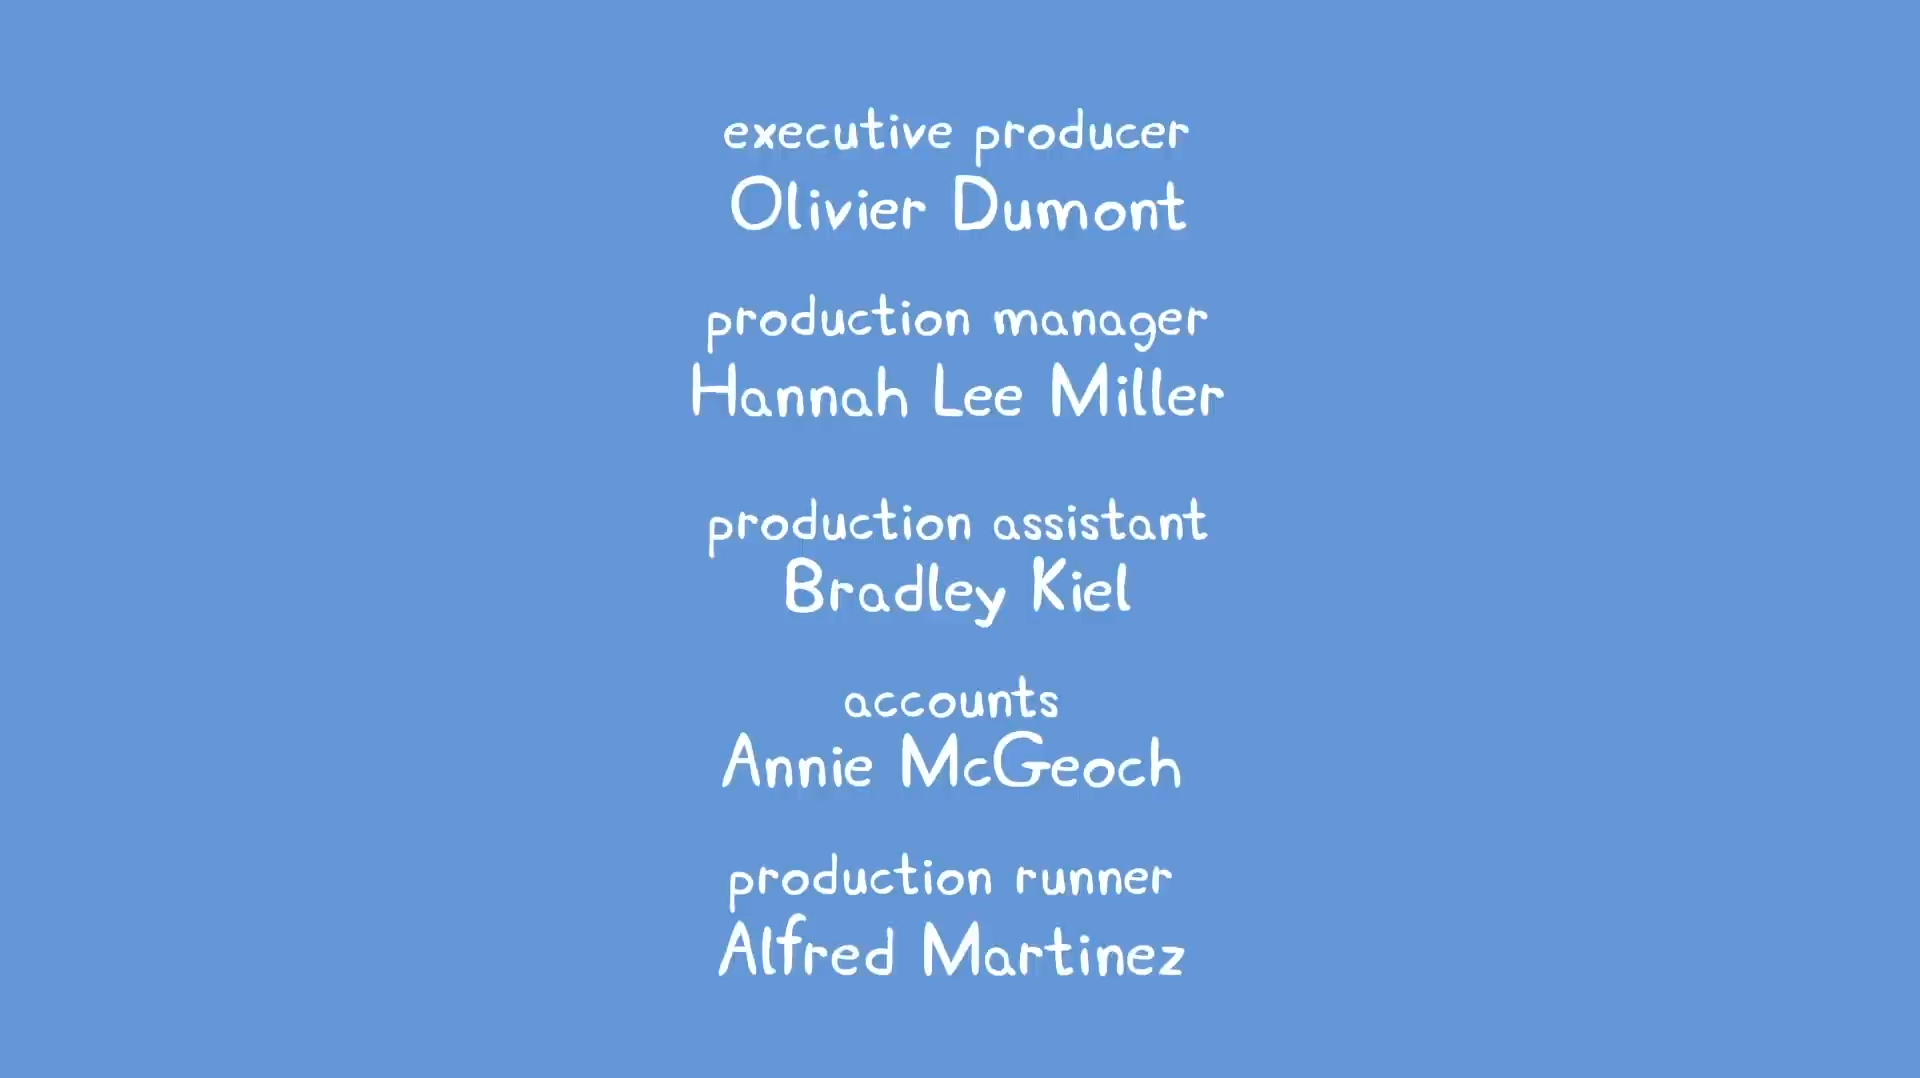 executive producer
Olivier Dumont
production manager
Hannah Lee Miller
production assistant
Bradley Kiel
accounts
Annie McGeoch
production runner
Alfred Martinez